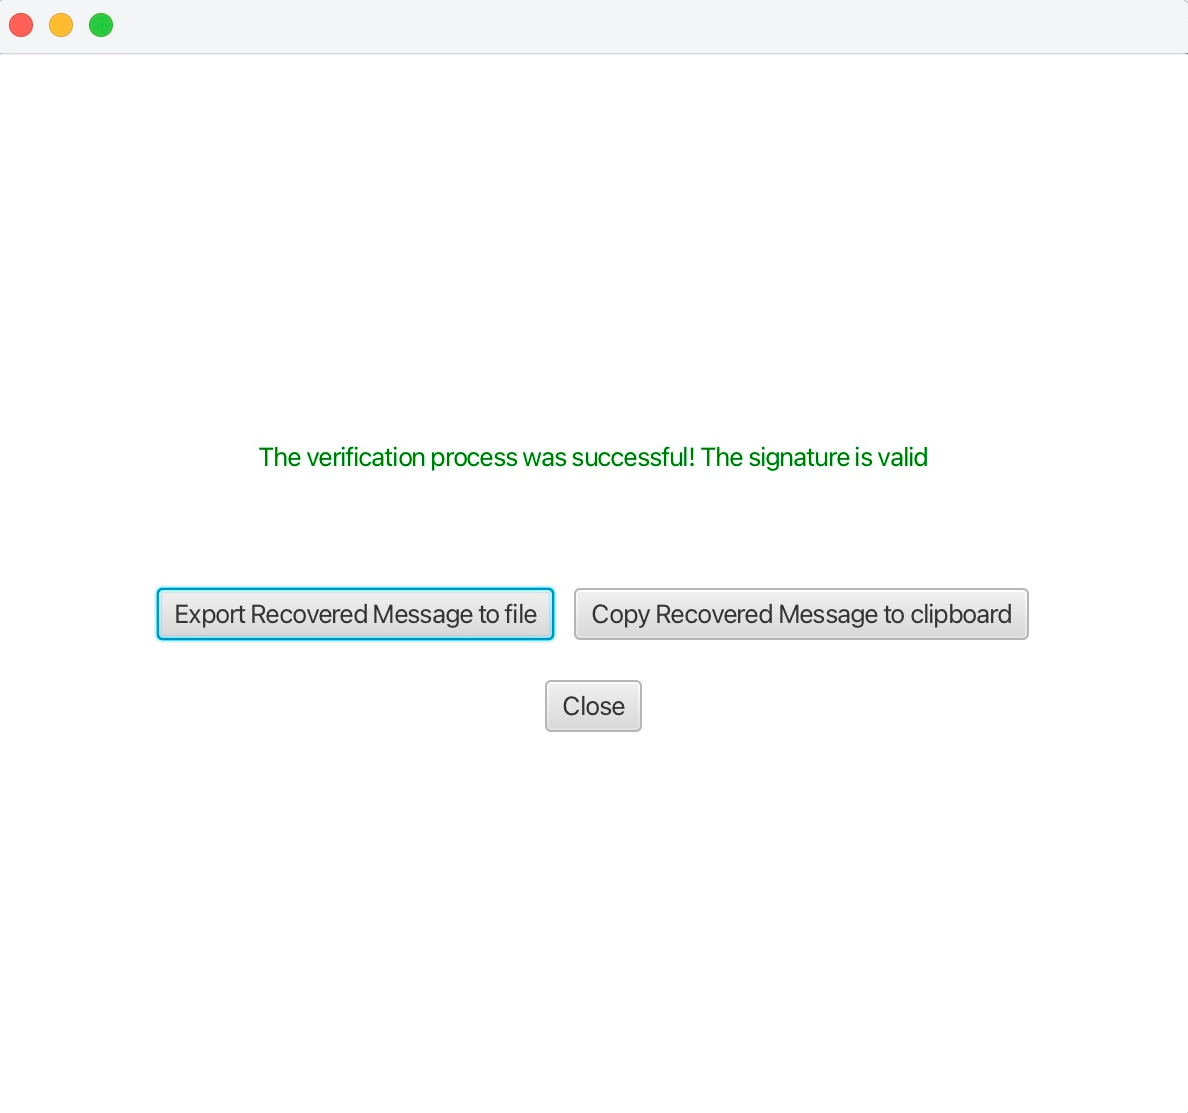 The verification process was successful! The signature is valid
Export Recovered Message to file
Copy Recovered Message to clipboard
Close